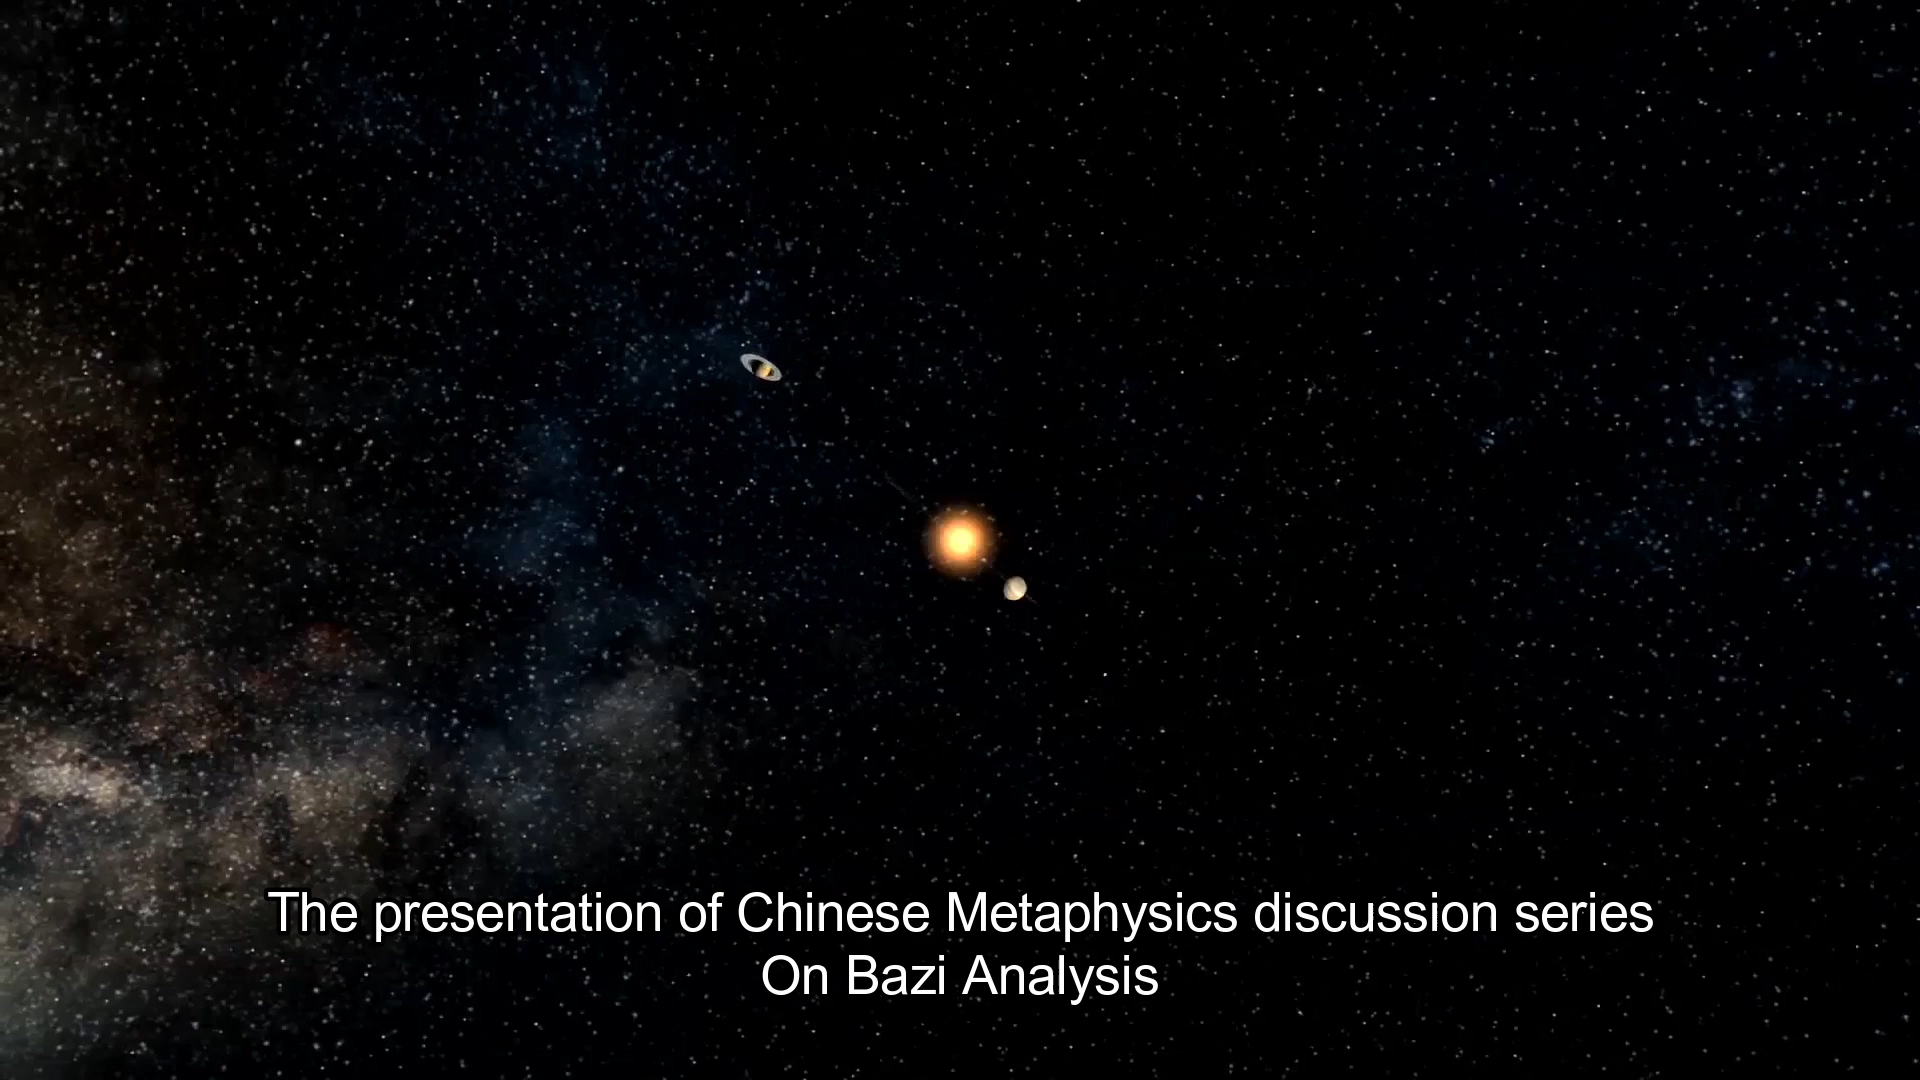 The presentation of Chinese Metaphysics discussion series
On Bazi Analysis